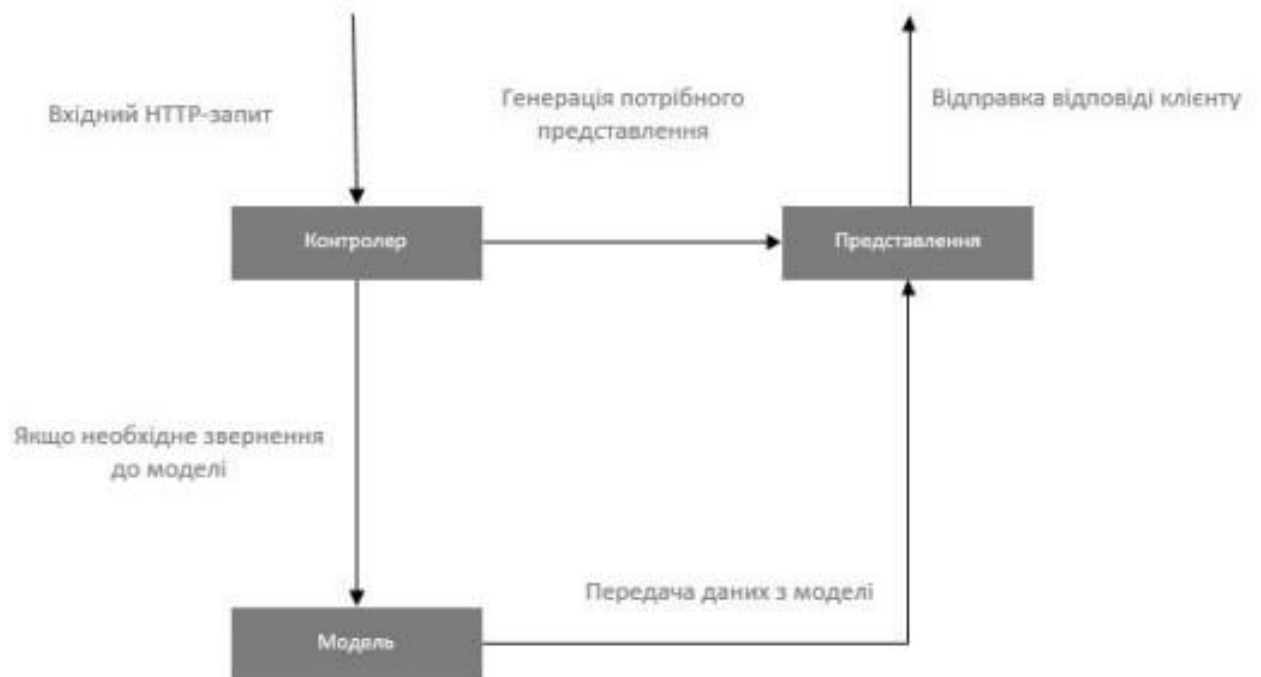 Вхідний HTTP-запит
Генерація потрібного
представлення
Відправка відповіді клієнту
Контролер
Представлення
Якщо необхідне звернення
до моделі
Передача даних з моделі
Модель